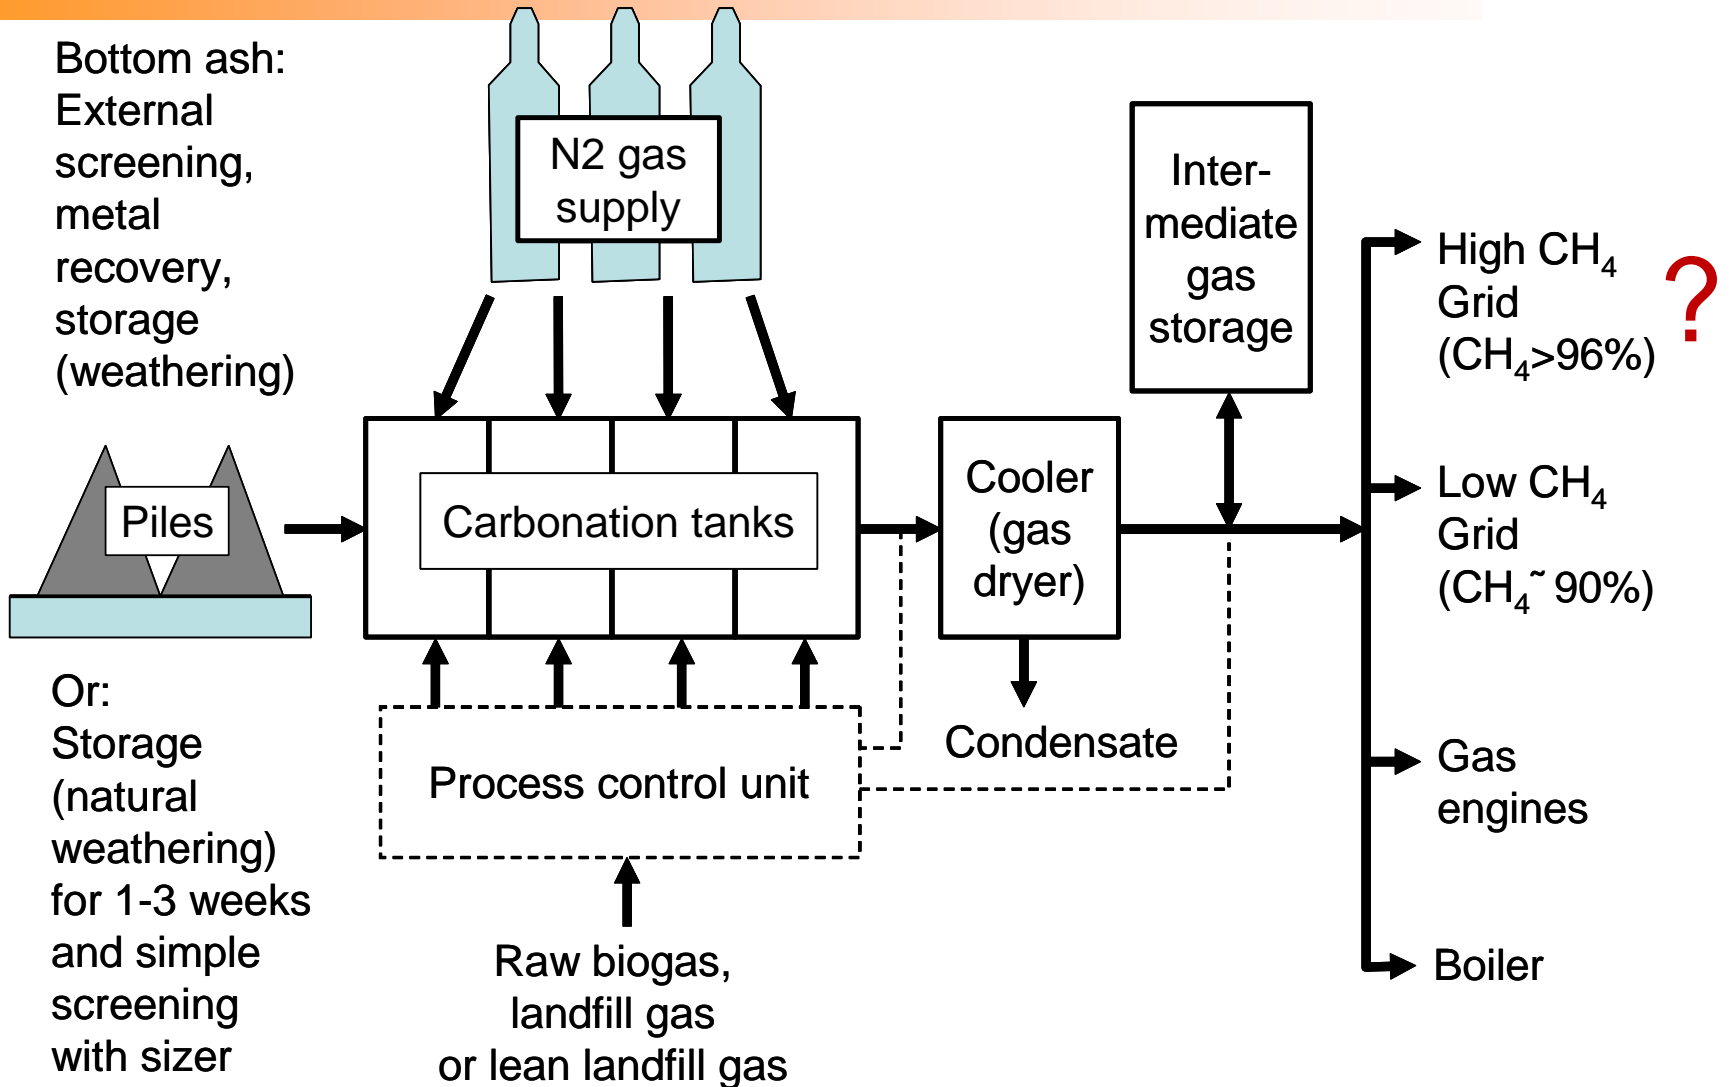 Bottom ash:
External
screening,
metal
recovery,
storage
(weathering)
N2 gas
supply
Inter-
mediate
gas
storage
High CH₄
Grid
(CH₄>96%)
?
Piles
Carbonation tanks
Cooler
(gas
dryer)
Low CH₄
Grid
(CH₄˜ 90%)
Or:
Storage
(natural
weathering)
for 1-3 weeks
and simple
screening
with sizer
Process control unit
Condensate
Gas
engines
Raw biogas,
landfill gas
or lean landfill gas
Boiler